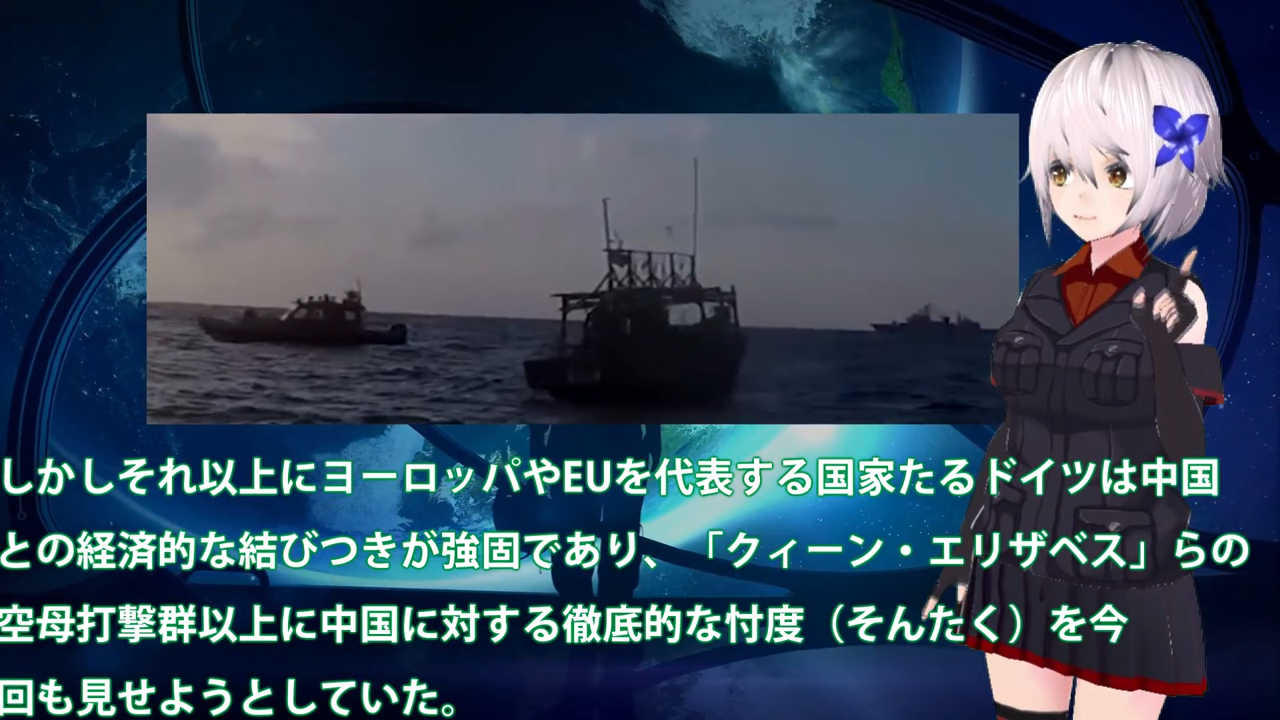 しかしそれ以上にヨーロッパやEUを代表する国家たるドイツは中国
との経済的な結びつきが強固であり、「クィーン・エリザベス」らの
空母打撃群以上に中国に対する徹底的な忖度（そんたく）を今
回も見せようとしていた。